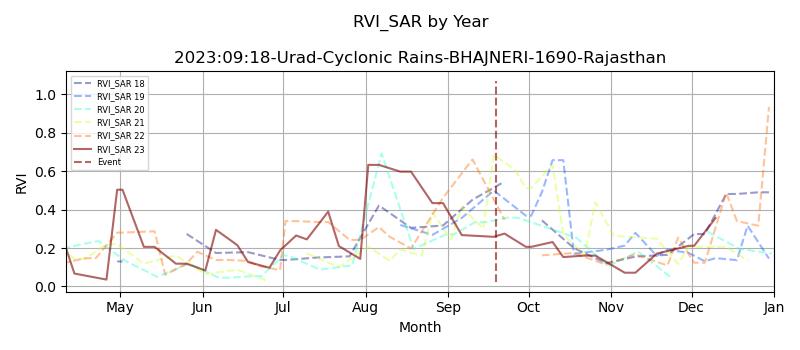 RVI_SAR by Year
2023:09:18-Urad-Cyclonic Rains-BHAJNERI-1690-Rajasthan
RVI_SAR 18
RVI_SAR 19
RVI_SAR 20
RVI_SAR 21
RVI_SAR 22
RVI_SAR 23
Event
1.0
0.8
0.6
0.4
0.2
0.0
RVI
May Jun Jul Aug Sep Oct Nov Dec Jan
Month